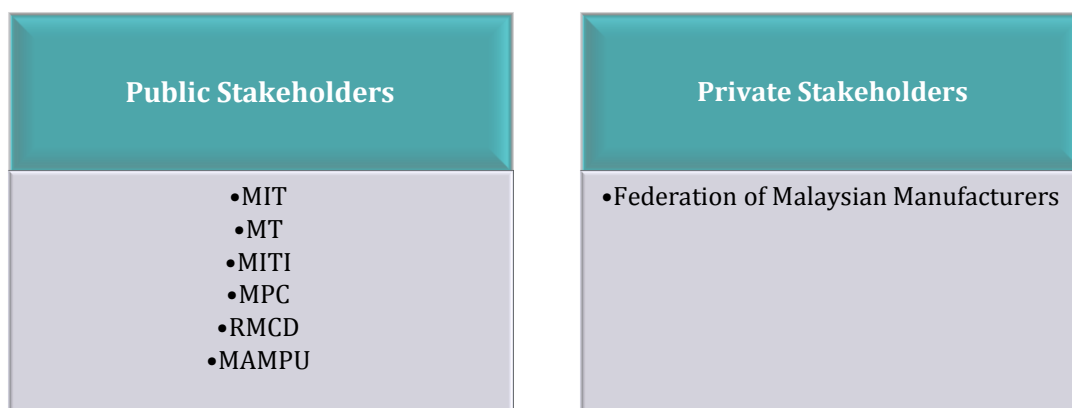 Public Stakeholders
•MIT
•MT
•MITI
•MPC
•RMCD
•MAMPU
Private Stakeholders
•Federation of Malaysian Manufacturers